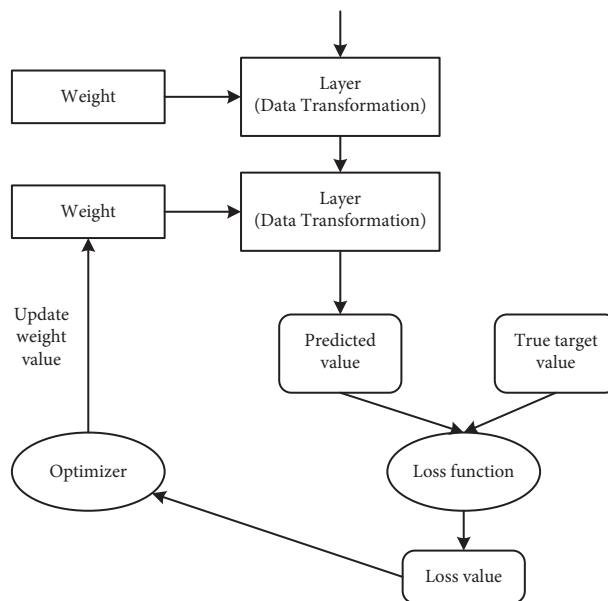 Weight
Layer
(Data Transformation)
Weight
Layer
(Data Transformation)
Update
weight
value
Predicted
value
True target
value
Optimizer
Loss function
Loss value